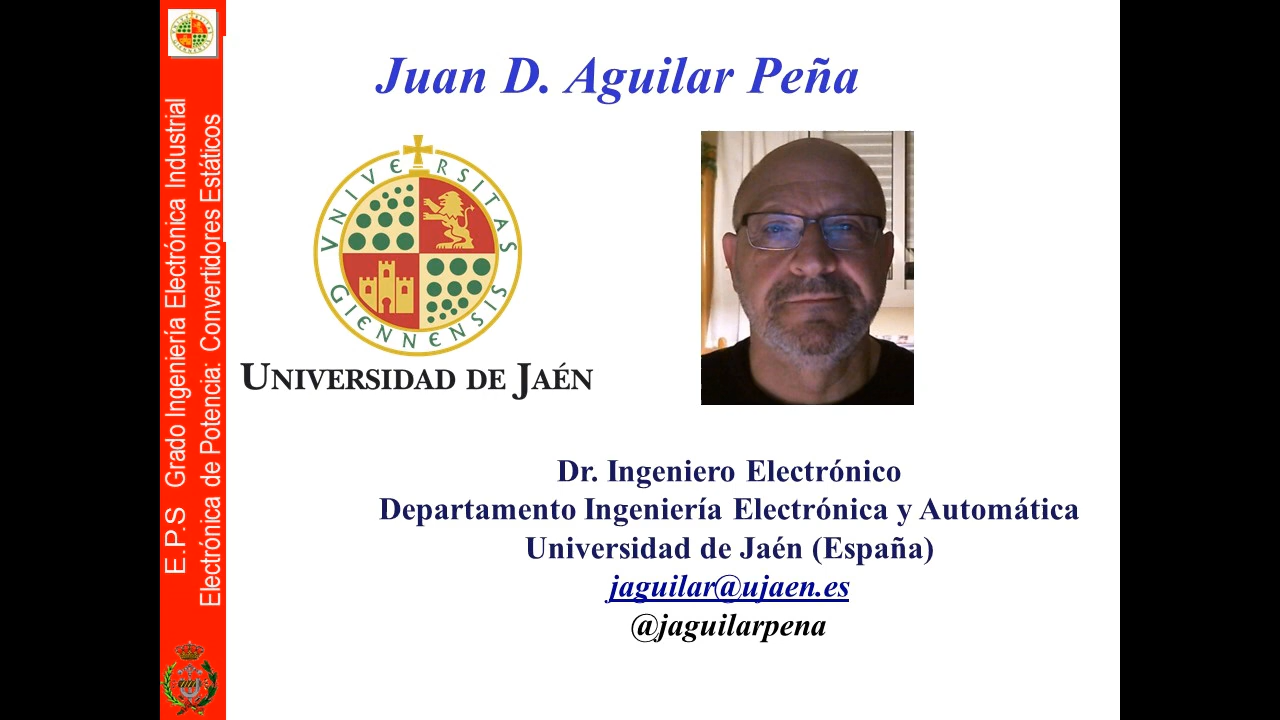 E.P.S Grado Ingeniería Electrónica Industrial
Electrónica de Potencia: Convertidores Estáticos
Juan D. Aguilar Peña
VNIVERSITAS GIENNENSIS
UNIVERSIDAD DE JAÉN
Dr. Ingeniero Electrónico
Departamento Ingeniería Electrónica y Automática
Universidad de Jaén (España)
jaguilar@ujaen.es
@jaguilarpena